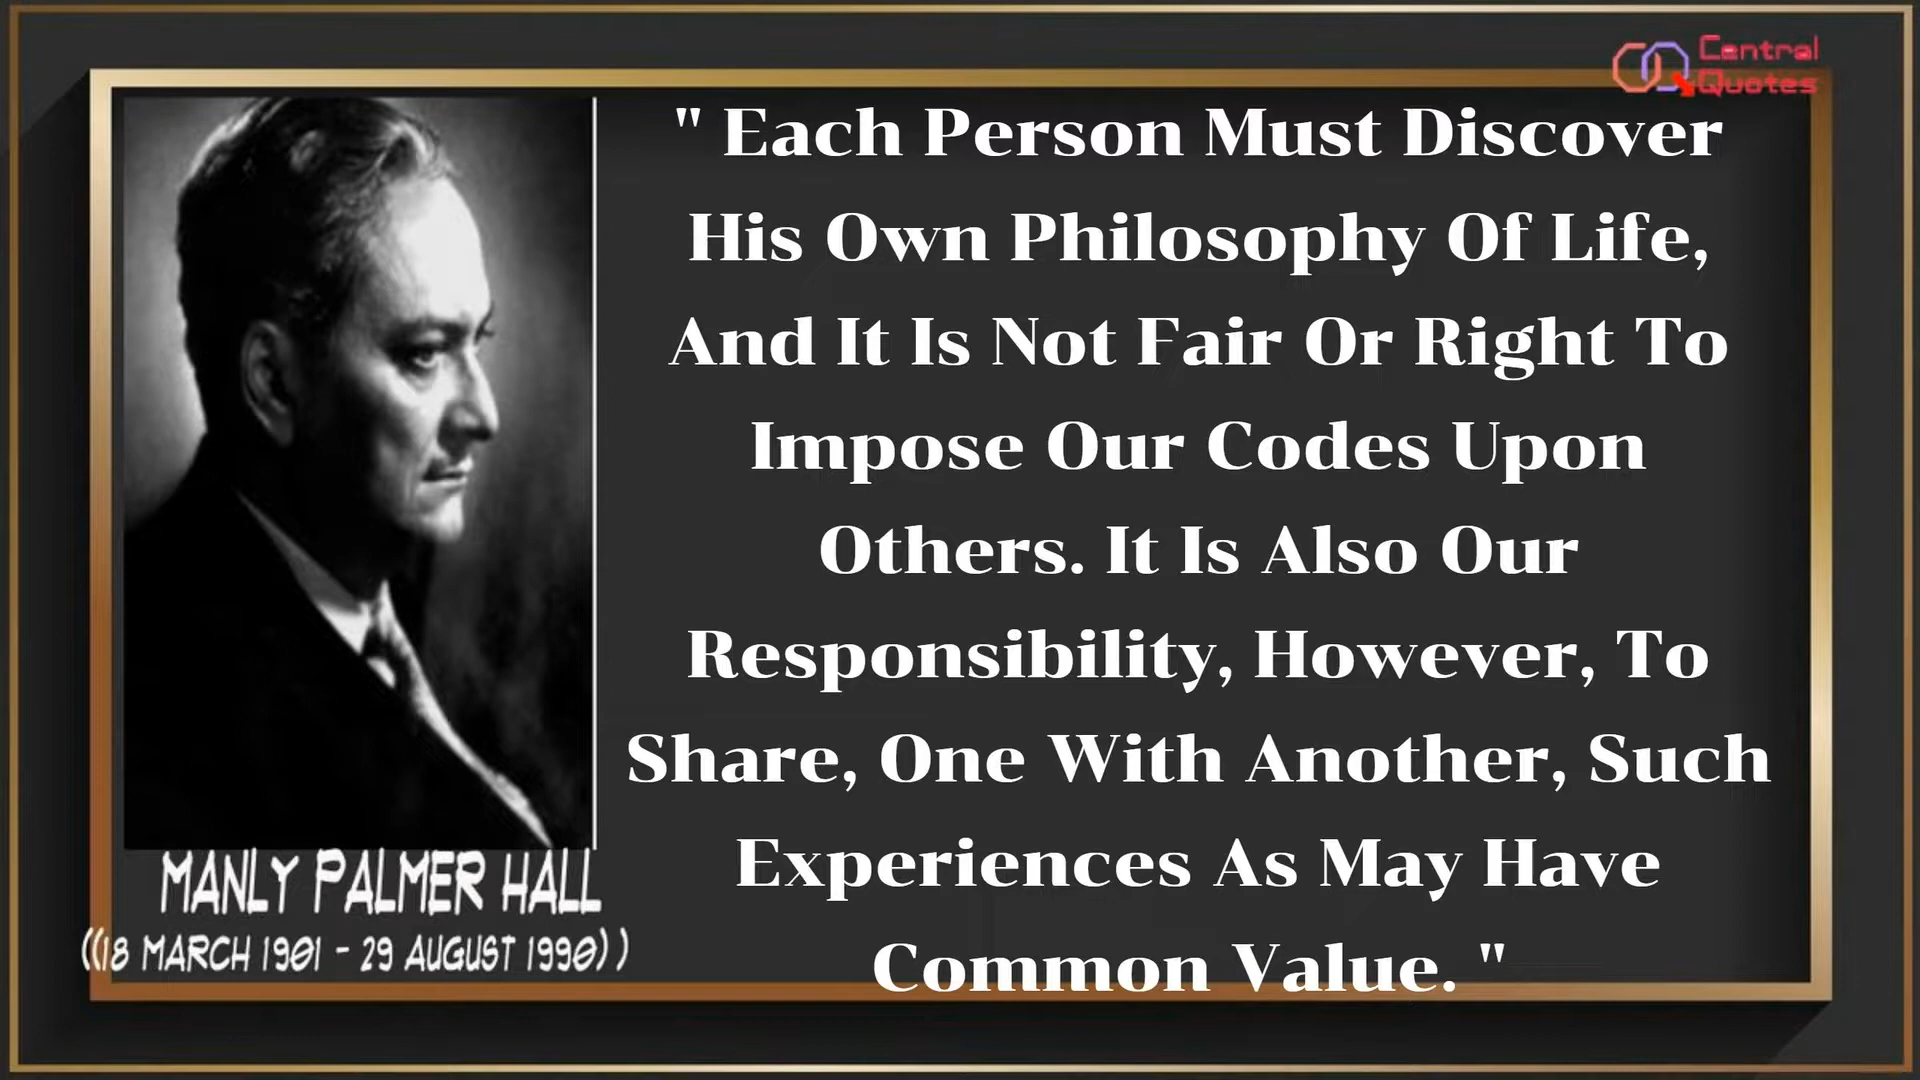 Central
Quotes
" Each Person Must Discover
His Own Philosophy Of Life,
And It Is Not Fair Or Right To
Impose Our Codes Upon
Others. It Is Also Our
Responsibility, However, To
Share, One With Another, Such
Experiences As May Have
Common Value. "
MANLY PALMER HALL
((18 MARCH 1901 - 29 AUGUST 1990) )